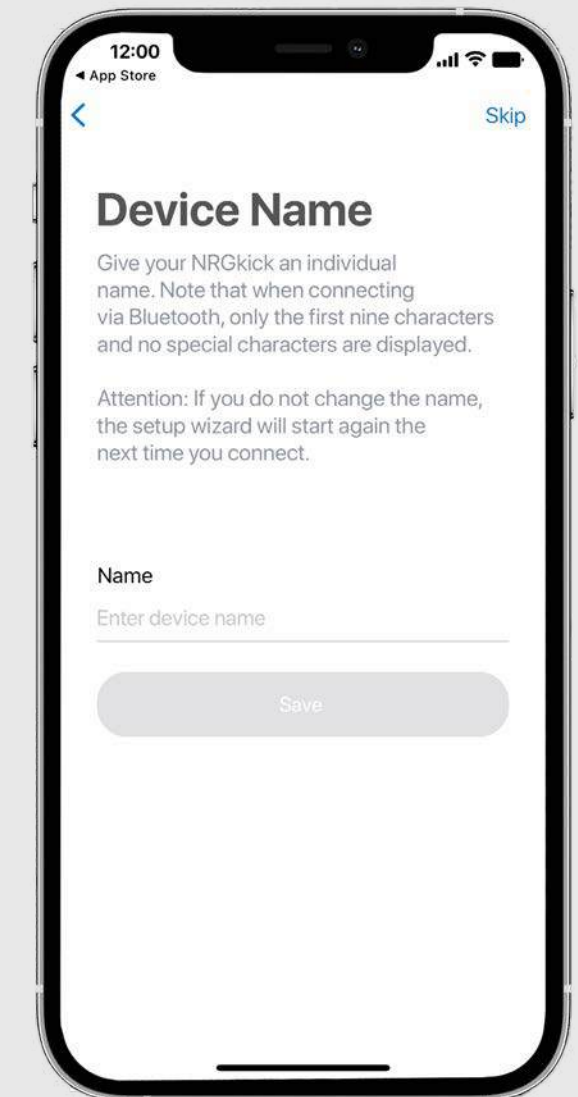 12:00
◀ App Store
Skip
Device Name
Give your NRGkick an individual
name. Note that when connecting
via Bluetooth, only the first nine characters
and no special characters are displayed.
Attention: If you do not change the name,
the setup wizard will start again the
next time you connect.
Name
Enter device name
Save